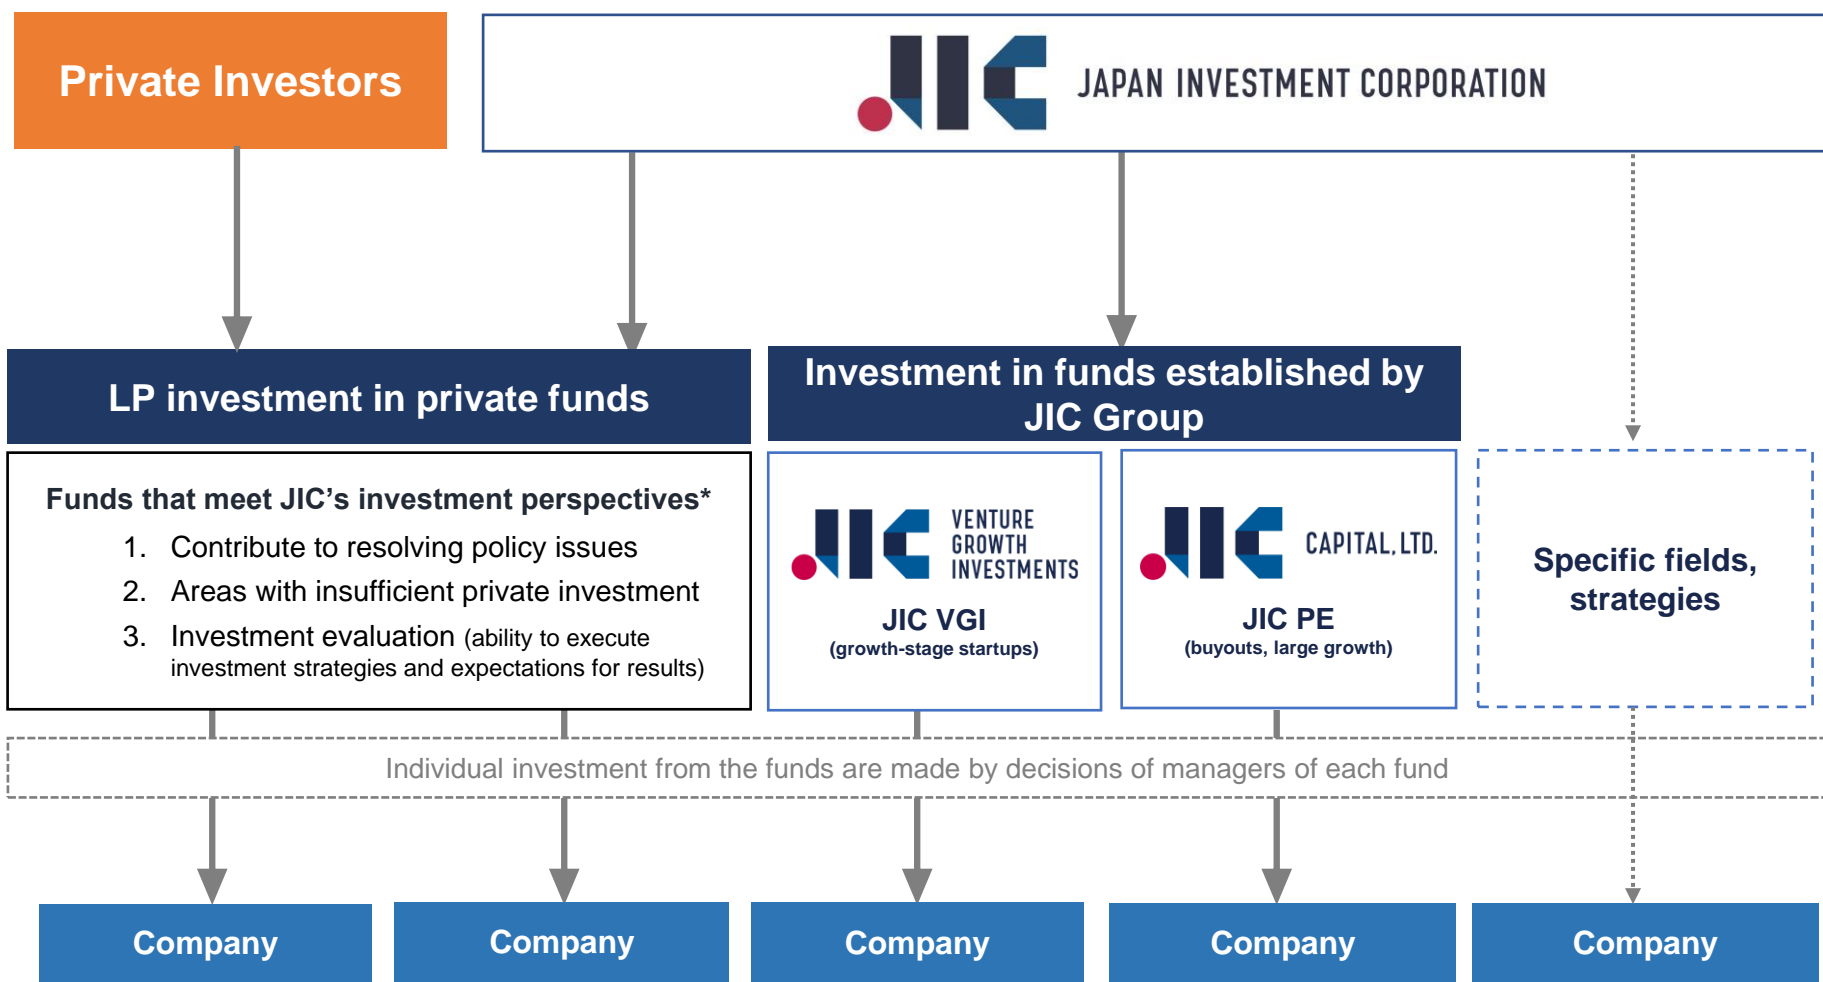 Private Investors
JIC JAPAN INVESTMENT CORPORATION
LP investment in private funds
Investment in funds established by
JIC Group
Funds that meet JIC's investment perspectives*
1. Contribute to resolving policy issues
2. Areas with insufficient private investment
3. Investment evaluation (ability to execute
investment strategies and expectations for results)
JIC VENTURE
GROWTH
INVESTMENTS
JIC VGI
(growth-stage startups)
JIC CAPITAL, LTD.
JIC PE
(buyouts, large growth)
Specific fields,
strategies
Individual investment from the funds are made by decisions of managers of each fund
Company
Company
Company
Company
Company